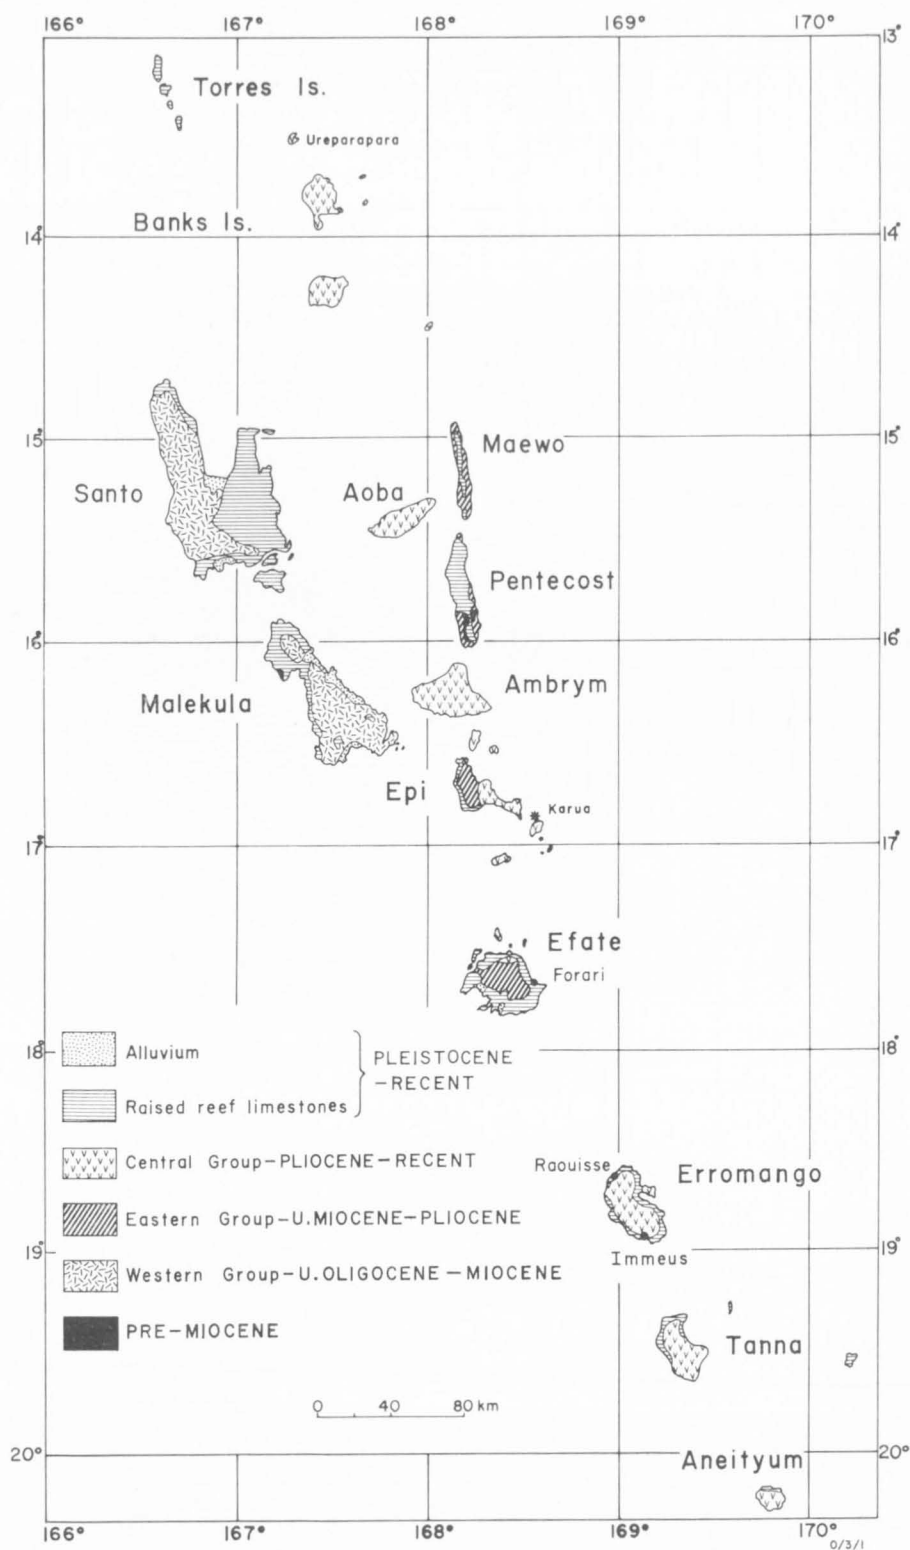 166° 167° 168° 169° 170°
13°
Torres Is.
Ureparapara
Banks Is.
14° 14°
15° 15°
Maewo
Santo
Aoba
Pentecost
16° 16°
Ambrym
Malekula
Epi
Karua
17° 17°
Efate
Forari
Alluvium
PLEISTOCENE
-RECENT
18° 18°
Raised reef limestones
Central Group-PLIOCENE-RECENT
Raouisse
Erromango
Eastern Group-U.MIOCENE-PLIOCENE
19° 19°
Immeus
Western Group-U.OLIGOCENE-MIOCENE
PRE-MIOCENE
Tanna
0 40 80 km
20° 20°
Aneityum
166° 167° 168° 169° 170°
O/3/1